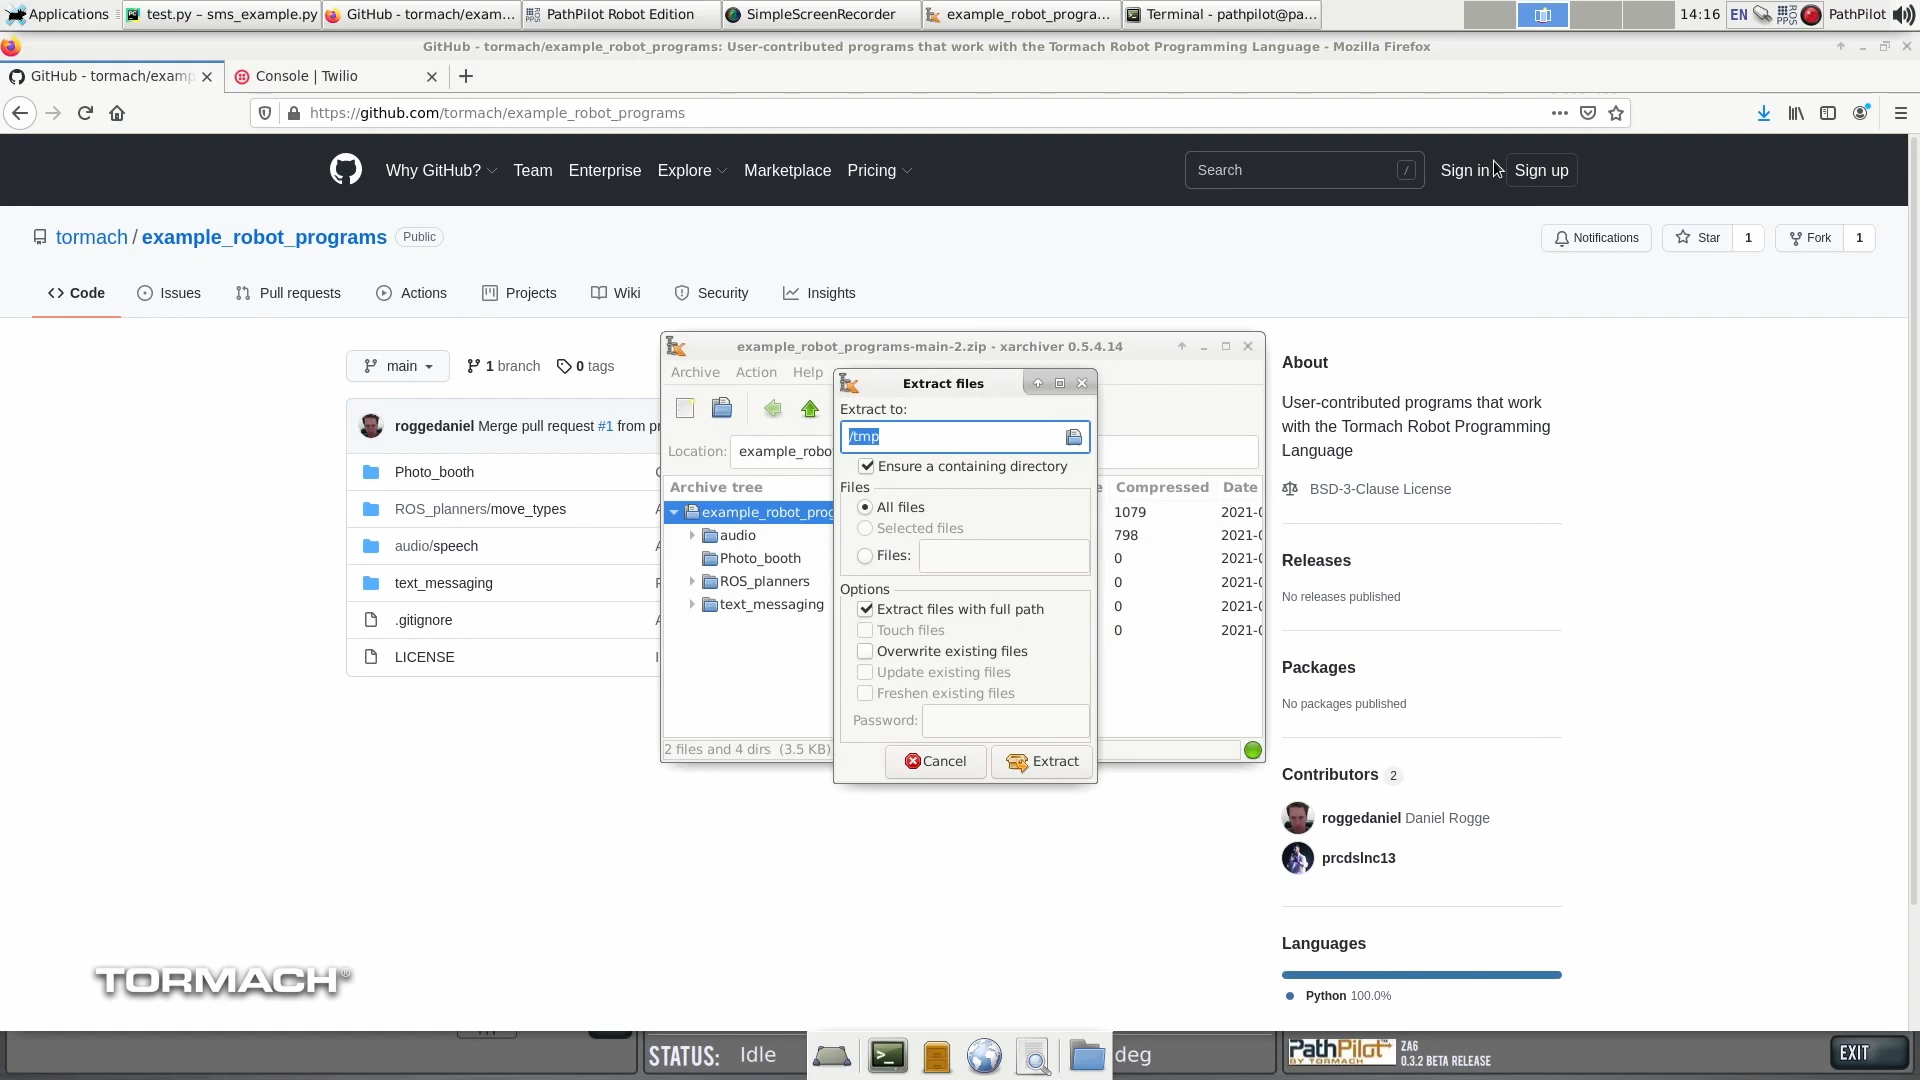 Applications
test.py – sms_example.py
GitHub - tormach/exam...
PathPilot Robot Edition
SimpleScreenRecorder
example_robot_progra...
Terminal - pathpilot@pa...
14:16
EN
PathPilot
GitHub - tormach/example_robot_programs: User-contributed programs that work with the Tormach Robot Programming Language - Mozilla Firefox
GitHub - tormach/examp
Console | Twilio
https://github.com/tormach/example_robot_programs
Why GitHub?
Team
Enterprise
Explore
Marketplace
Pricing
Search /
Sign in
Sign up
tormach / example_robot_programs
Public
Notifications
Star 1
Fork 1
Code
Issues
Pull requests
Actions
Projects
Wiki
Security
Insights
main
1 branch
0 tags
roggedaniel Merge pull request #1 from pr
Photo_booth
ROS_planners/move_types
audio/speech
text_messaging
.gitignore
LICENSE
example_robot_programs-main-2.zip - xarchiver 0.5.4.14
Archive Action Help
Location: example_robo
Archive tree
Compressed Date
example_robot_prog
1079 2021-0
audio
798 2021-0
Photo_booth
0 2021-0
ROS_planners
0 2021-0
text_messaging
0 2021-0
0 2021-0
2 files and 4 dirs (3.5 KB)
Extract files
Extract to:
/tmp
Ensure a containing directory
Files
All files
Selected files
Files:
Options
Extract files with full path
Touch files
Overwrite existing files
Update existing files
Freshen existing files
Password:
Cancel
Extract
About
User-contributed programs that work
with the Tormach Robot Programming
Language
BSD-3-Clause License
Releases
No releases published
Packages
No packages published
Contributors 2
roggedaniel Daniel Rogge
prcdslnc13
Languages
Python 100.0%
TORMACH®
STATUS: Idle
deg
PathPilot
BY TORMACH
ZA6
0.3.2 BETA RELEASE
EXIT